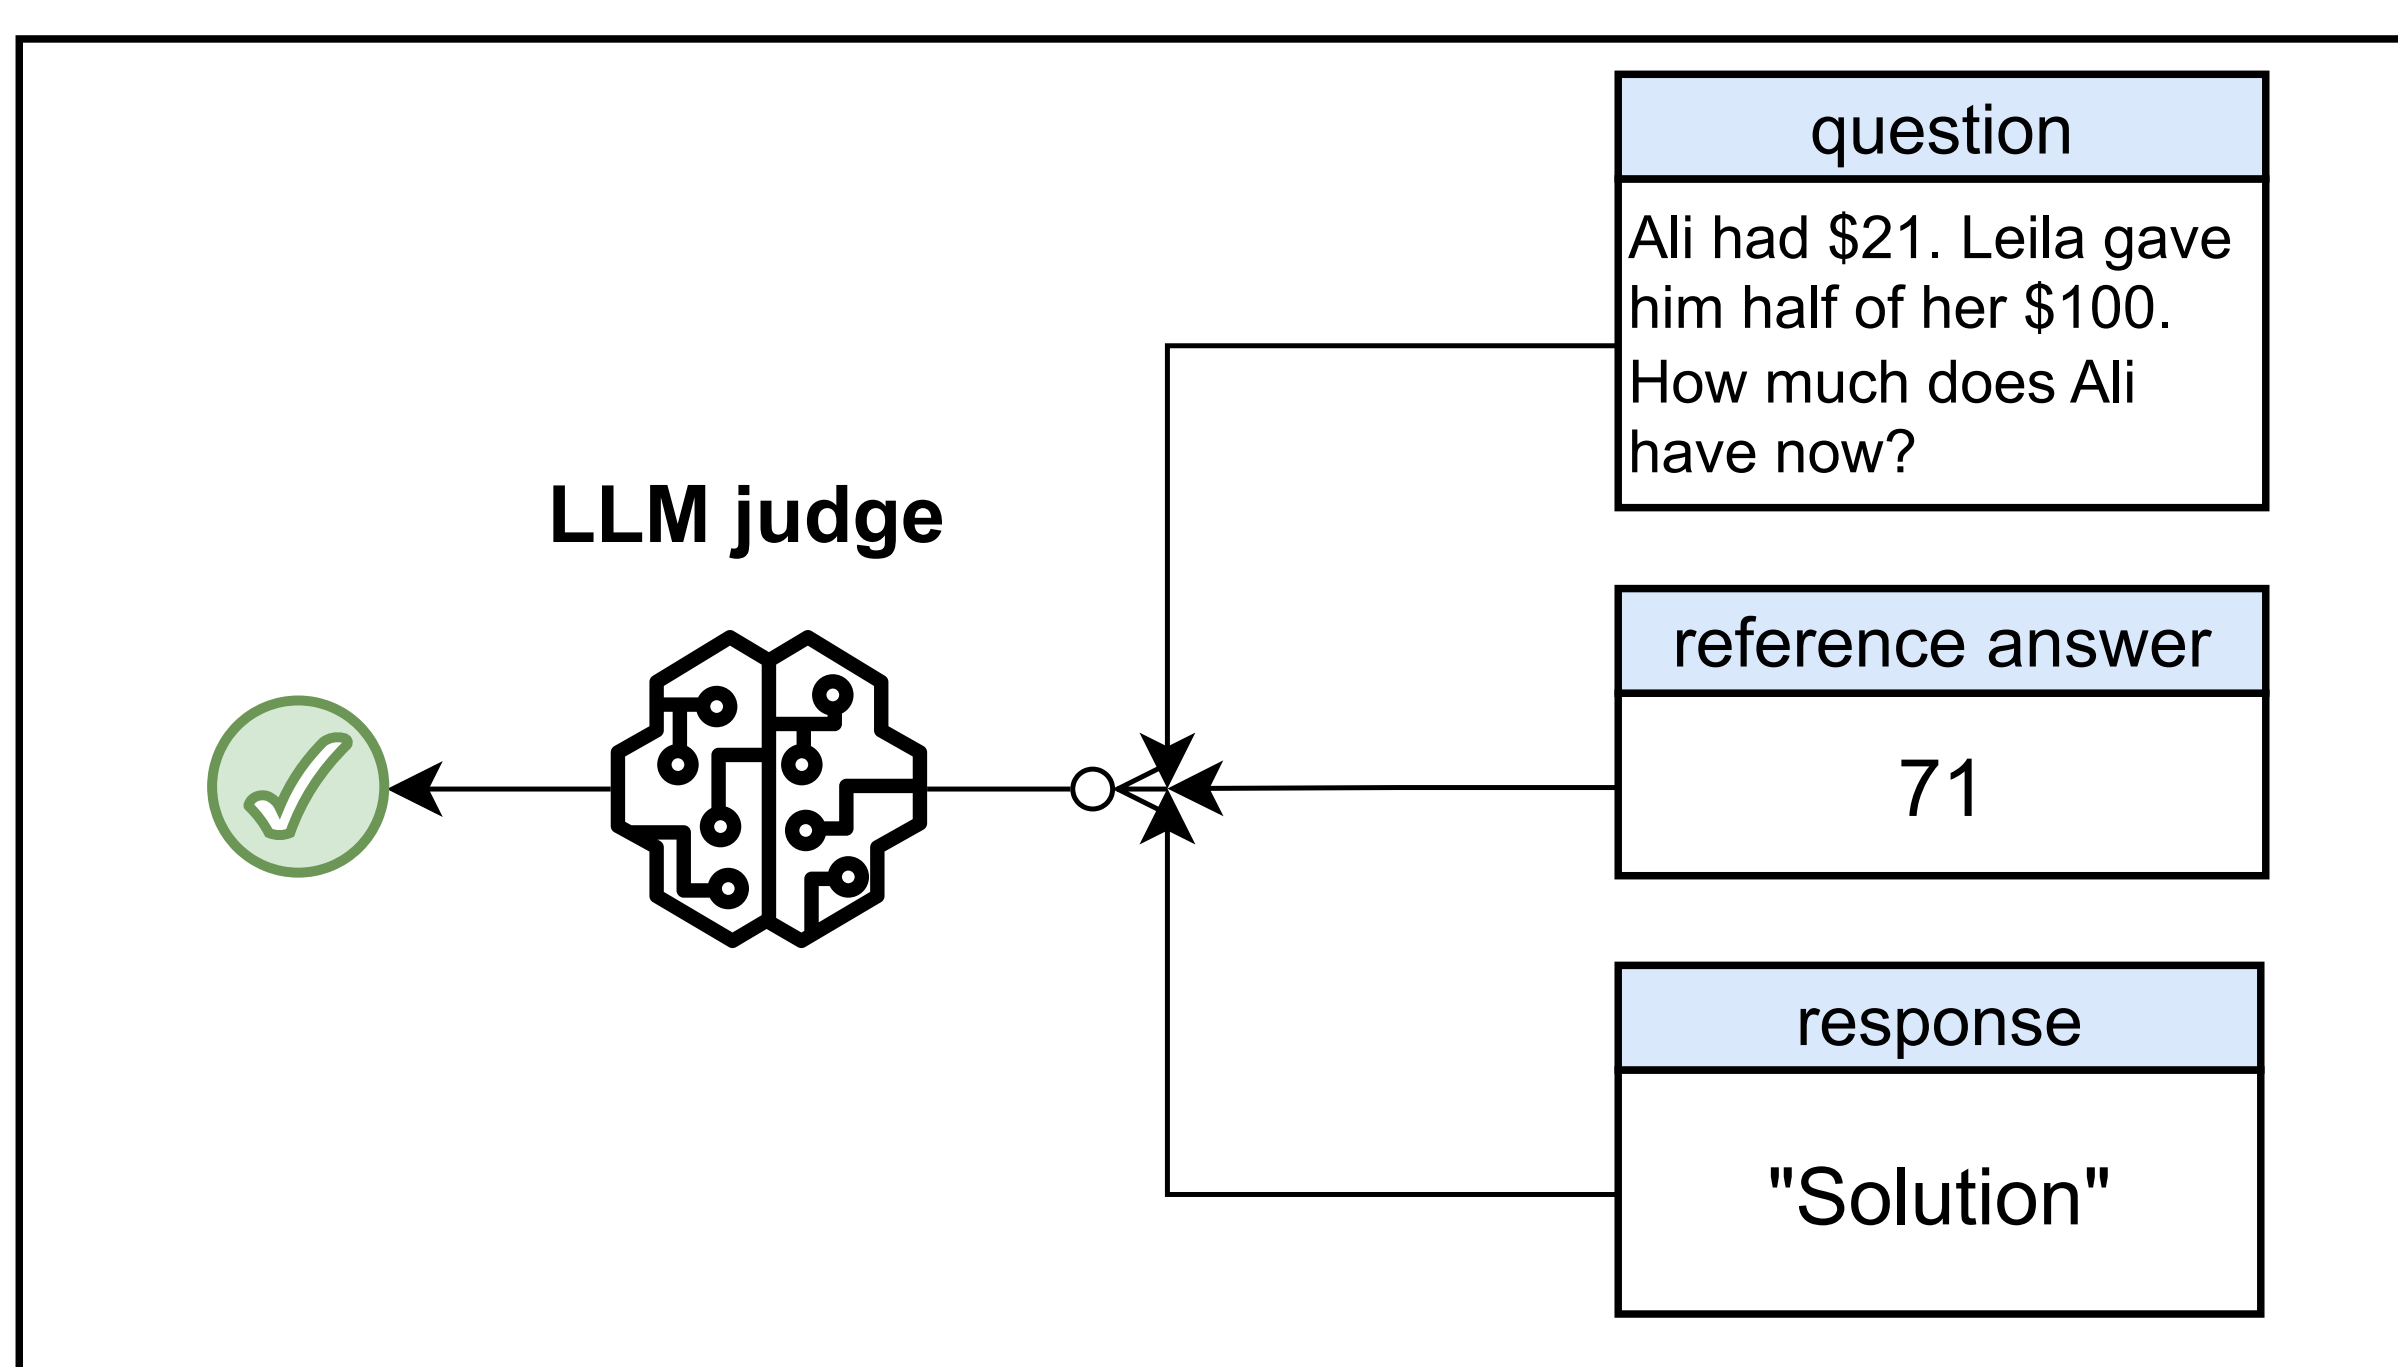 question
Ali had $21. Leila gave
him half of her $100.
How much does Ali
have now?
LLM judge
reference answer
71
response
"Solution"